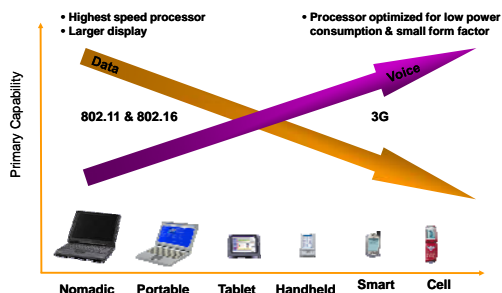 • Highest speed processor
• Larger display
• Processor optimized for low power
consumption & small form factor
Data
Voice
802.11 & 802.16
3G
Primary Capability
Nomadic Portable Tablet Handheld Smart Cell